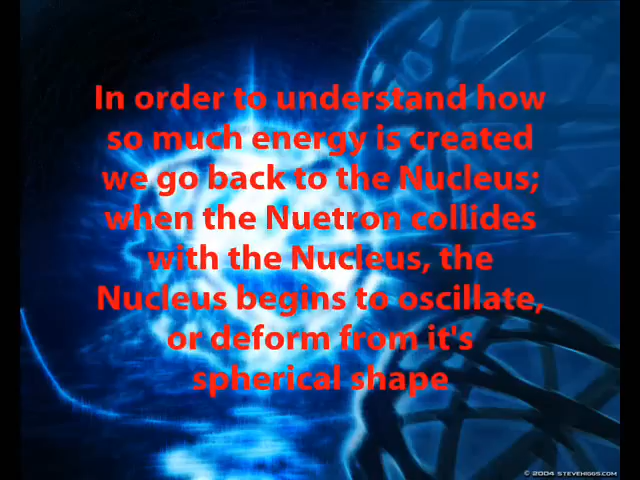 In order to understand how
so much energy is created
we go back to the Nucleus;
when the Nuetron collides
with the Nucleus, the
Nucleus begins to oscillate,
or deform from it's
spherical shape
© 2004 STEVEHIGGS.COM